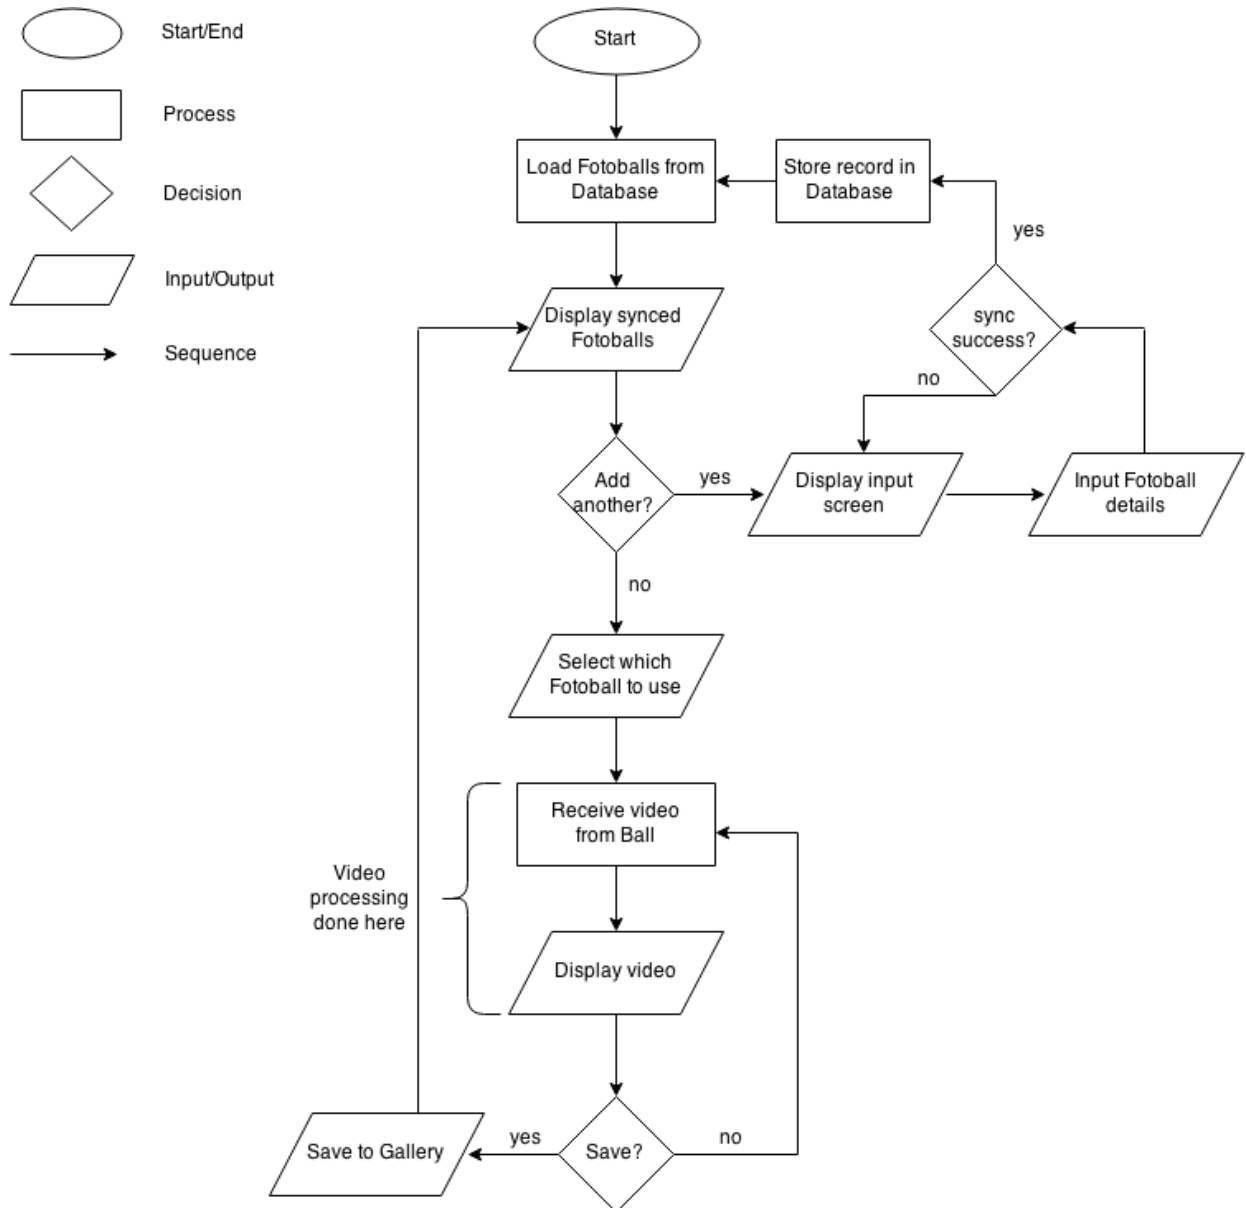 Start/End
Process
Decision
Input/Output
Sequence
Start
Load Fotoballs from
Database
Store record in
Database
yes
Display synced
Fotoballs
sync
success?
no
Add
another?
yes
Display input
screen
Input Fotoball
details
no
Select which
Fotoball to use
Receive video
from Ball
Video
processing
done here
Display video
Save?
yes
no
Save to Gallery